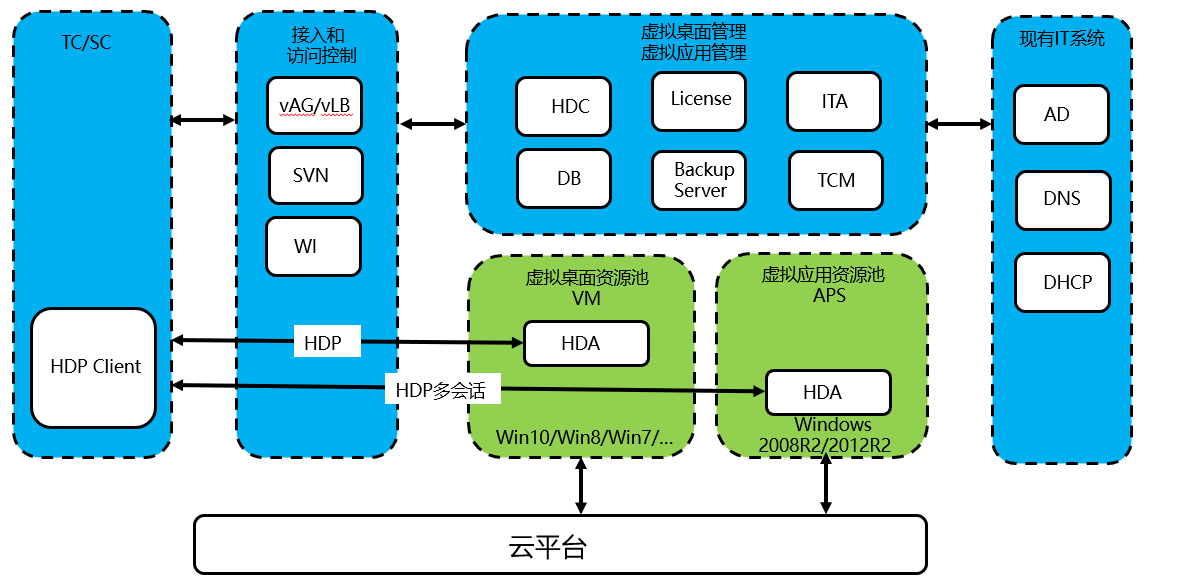 TC/SC
HDP Client
接入和
访问控制
vAG/vLB
SVN
WI
虚拟桌面管理
虚拟应用管理
HDC
License
ITA
DB
Backup
Server
TCM
现有IT系统
AD
DNS
DHCP
虚拟桌面资源池
VM
HDA
Win10/Win8/Win7/...
虚拟应用资源池
APS
HDA
Windows
2008R2/2012R2
HDP
HDP多会话
云平台